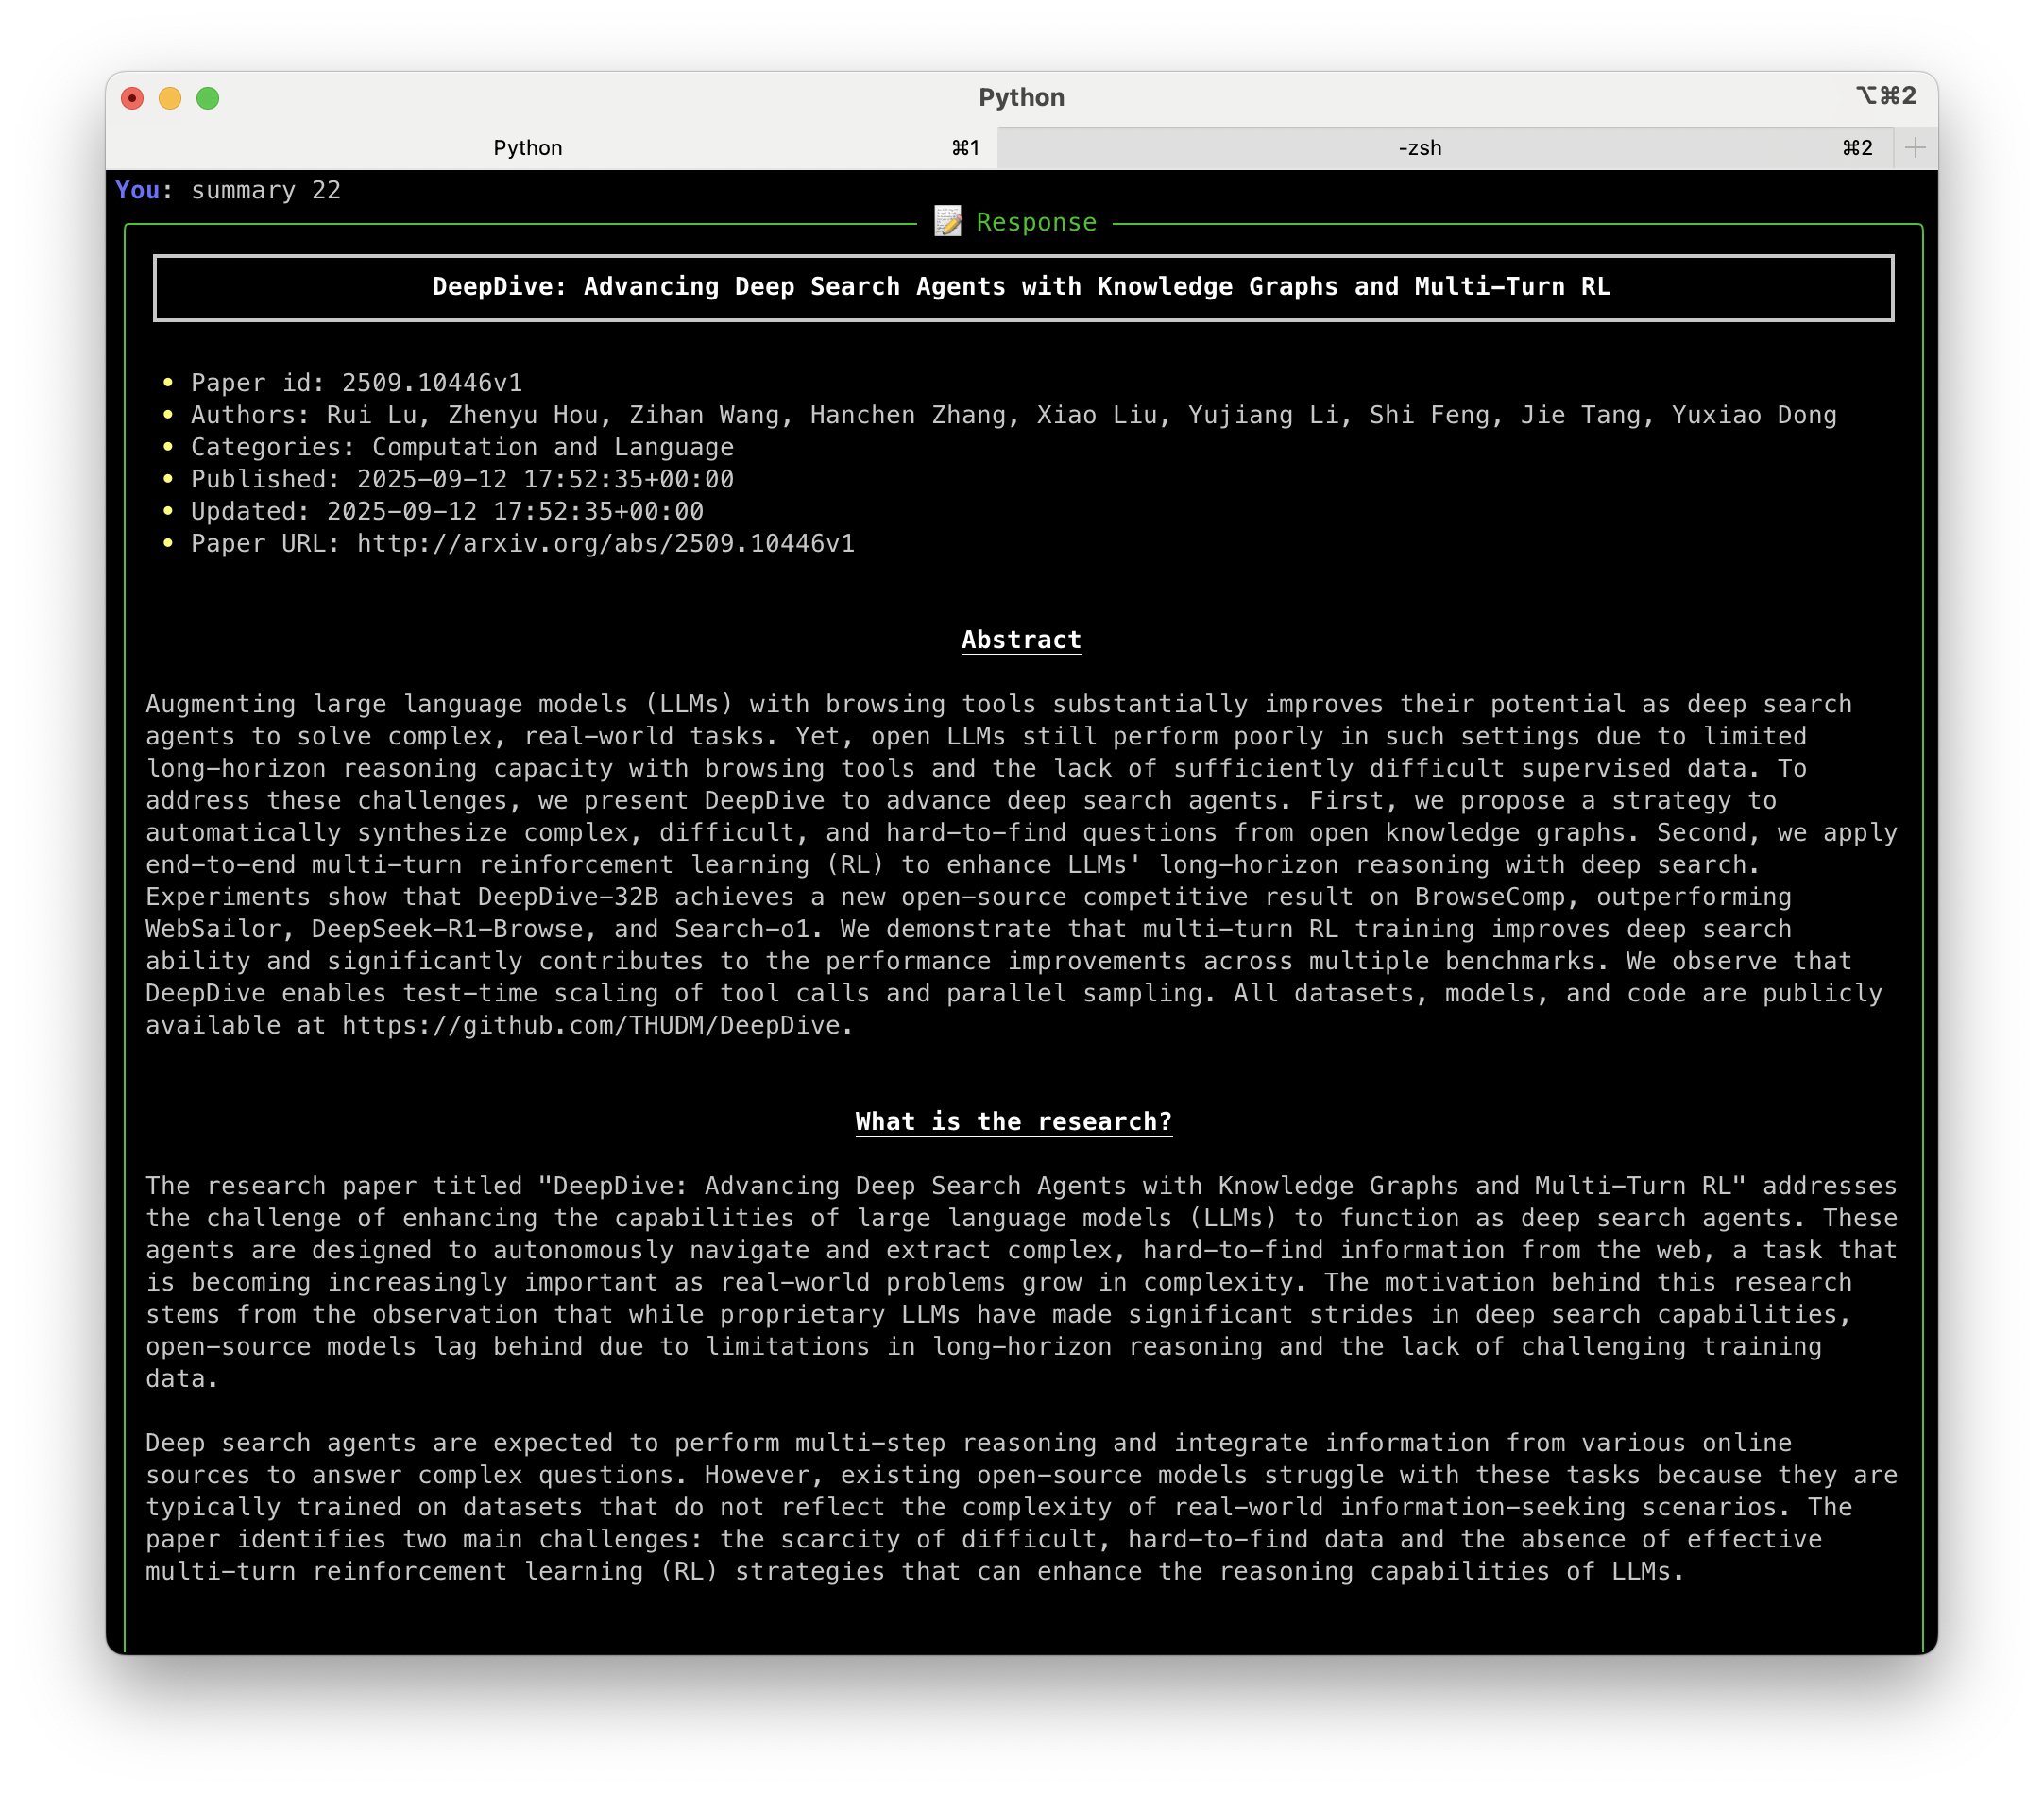 Python
⌥⌘2
Python ⌘1
-zsh ⌘2
You: summary 22
📝 Response
DeepDive: Advancing Deep Search Agents with Knowledge Graphs and Multi-Turn RL
• Paper id: 2509.10446v1
• Authors: Rui Lu, Zhenyu Hou, Zihan Wang, Hanchen Zhang, Xiao Liu, Yujiang Li, Shi Feng, Jie Tang, Yuxiao Dong
• Categories: Computation and Language
• Published: 2025-09-12 17:52:35+00:00
• Updated: 2025-09-12 17:52:35+00:00
• Paper URL: http://arxiv.org/abs/2509.10446v1
Abstract
Augmenting large language models (LLMs) with browsing tools substantially improves their potential as deep search
agents to solve complex, real-world tasks. Yet, open LLMs still perform poorly in such settings due to limited
long-horizon reasoning capacity with browsing tools and the lack of sufficiently difficult supervised data. To
address these challenges, we present DeepDive to advance deep search agents. First, we propose a strategy to
automatically synthesize complex, difficult, and hard-to-find questions from open knowledge graphs. Second, we apply
end-to-end multi-turn reinforcement learning (RL) to enhance LLMs' long-horizon reasoning with deep search.
Experiments show that DeepDive-32B achieves a new open-source competitive result on BrowseComp, outperforming
WebSailor, DeepSeek-R1-Browse, and Search-o1. We demonstrate that multi-turn RL training improves deep search
ability and significantly contributes to the performance improvements across multiple benchmarks. We observe that
DeepDive enables test-time scaling of tool calls and parallel sampling. All datasets, models, and code are publicly
available at https://github.com/THUDM/DeepDive.
What is the research?
The research paper titled "DeepDive: Advancing Deep Search Agents with Knowledge Graphs and Multi-Turn RL" addresses
the challenge of enhancing the capabilities of large language models (LLMs) to function as deep search agents. These
agents are designed to autonomously navigate and extract complex, hard-to-find information from the web, a task that
is becoming increasingly important as real-world problems grow in complexity. The motivation behind this research
stems from the observation that while proprietary LLMs have made significant strides in deep search capabilities,
open-source models lag behind due to limitations in long-horizon reasoning and the lack of challenging training
data.
Deep search agents are expected to perform multi-step reasoning and integrate information from various online
sources to answer complex questions. However, existing open-source models struggle with these tasks because they are
typically trained on datasets that do not reflect the complexity of real-world information-seeking scenarios. The
paper identifies two main challenges: the scarcity of difficult, hard-to-find data and the absence of effective
multi-turn reinforcement learning (RL) strategies that can enhance the reasoning capabilities of LLMs.